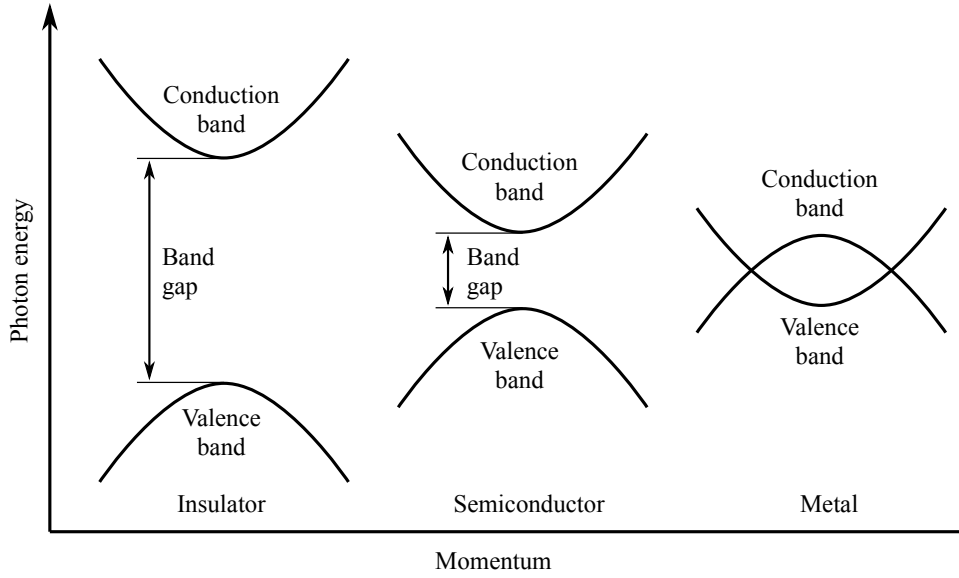 Photon energy
Conduction
band
Band
gap
Valence
band
Insulator
Conduction
band
Band
gap
Valence
band
Semiconductor
Conduction
band
Valence
band
Metal
Momentum